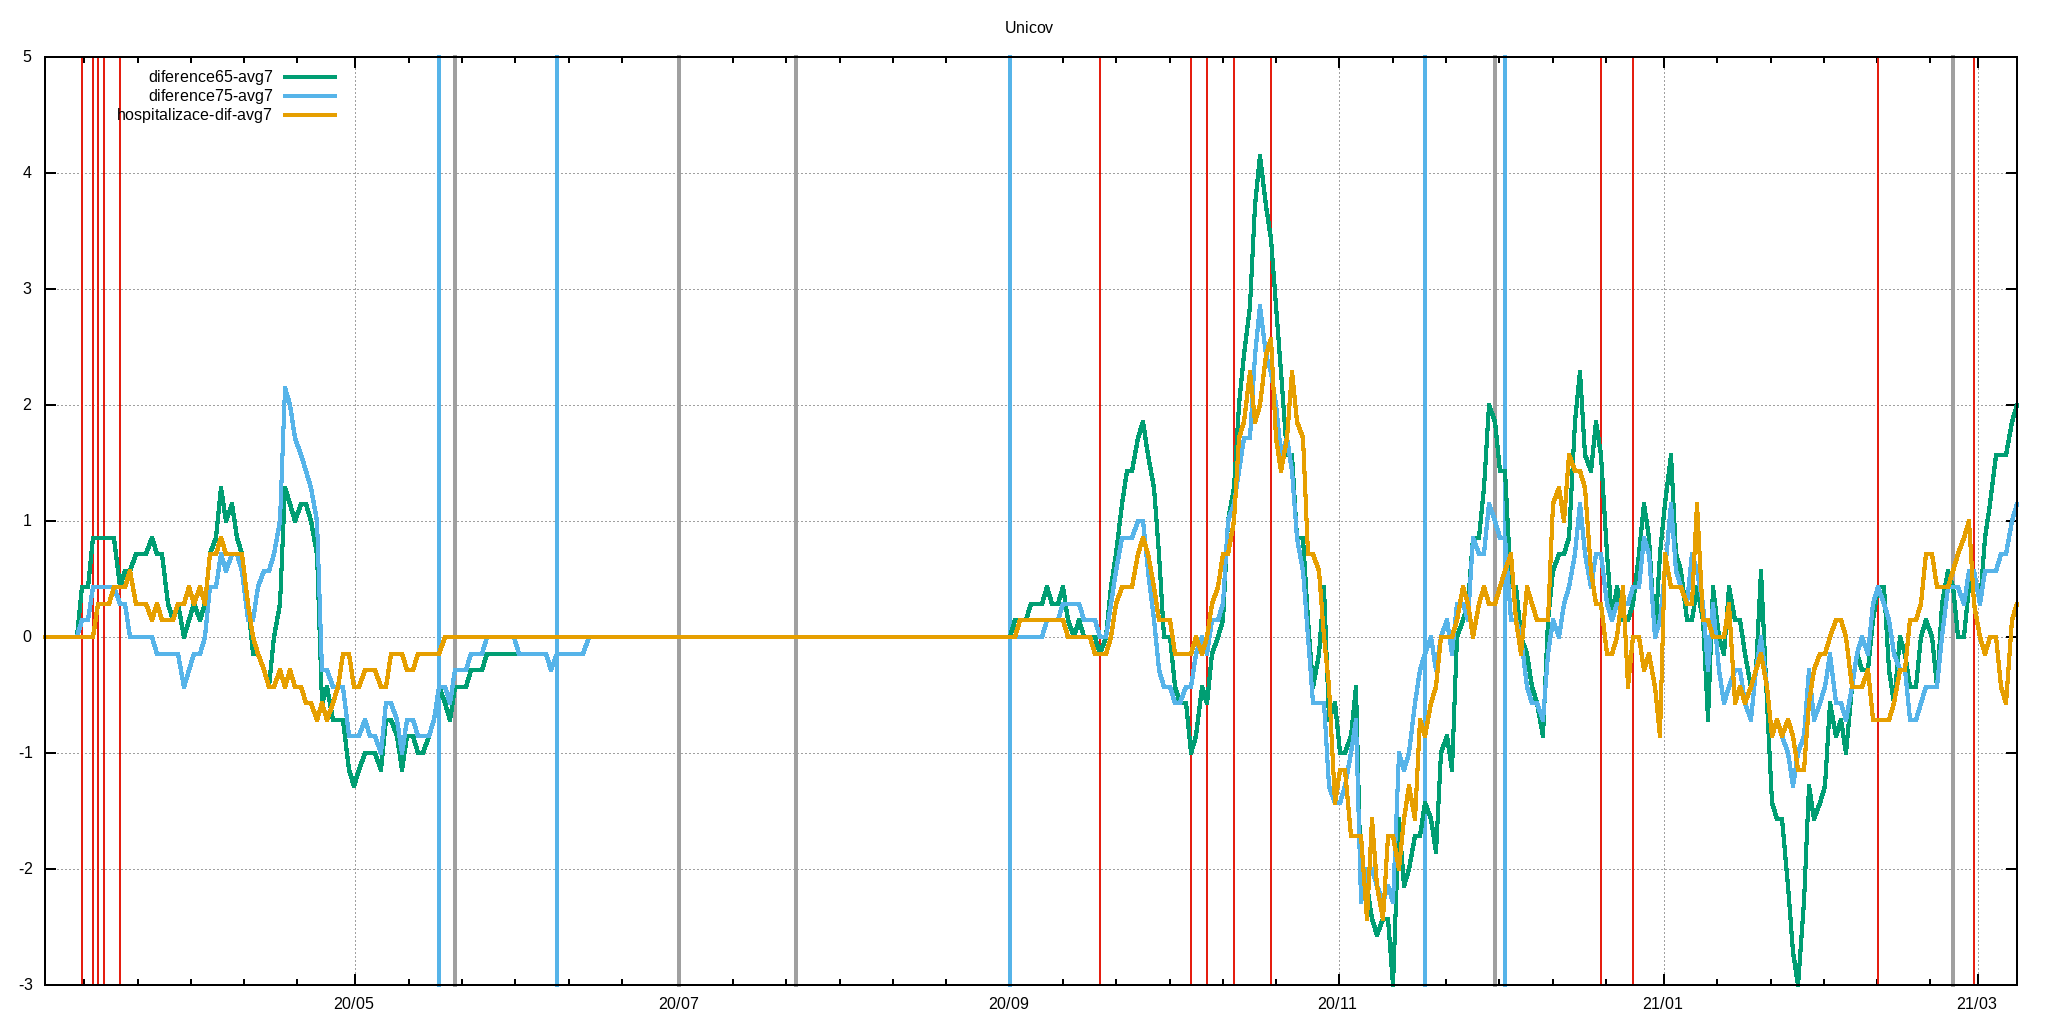 Unicov
5
diference65-avg7
diference75-avg7
hospitalizace-dif-avg7
4
3
2
1
0
-1
-2
-3
20/05 20/07 20/09 20/11 21/01 21/03